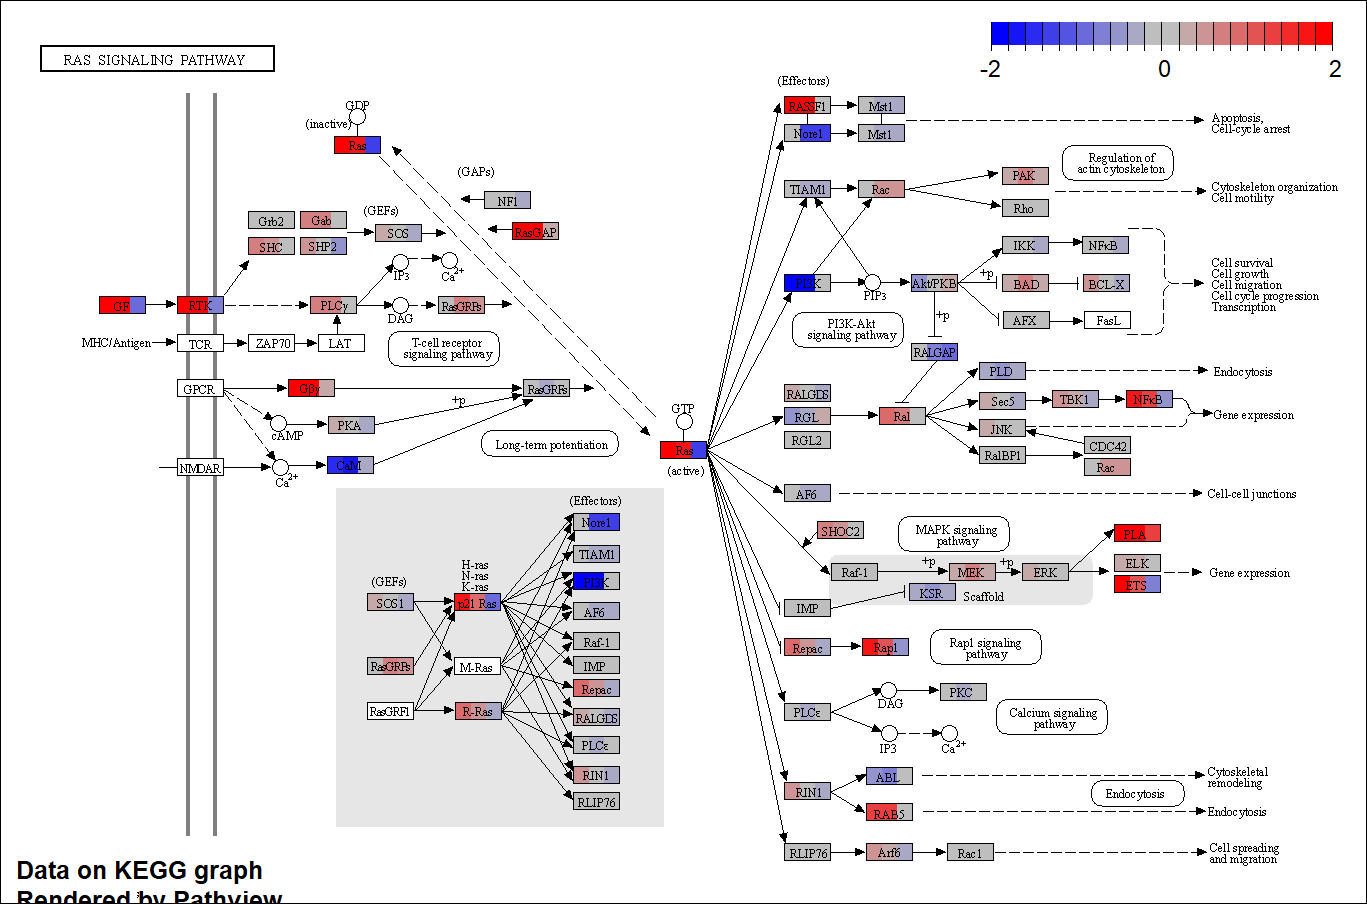 RAS SIGNALING PATHWAY
-2 0 2
GDP
(inactive)
Ras
(GAPs)
NF1
RasGAP
(GEFs)
Grb2 Gab
SOS
SHC SHP2
IP3
Ca2+
GF
RTK
PLCγ
DAG
RasGRPs
MHC/Antigen
TCR
ZAP70
LAT
T-cell receptor
signaling pathway
GPCR
Gβγ
RasGRFs
+p
cAMP
PKA
Long-term potentiation
NMDAR
Ca2+
CaM
GTP
Ras
(active)
(Effectors)
RASSF1
Mst1
Nore1
Mst1
Apoptosis,
Cell-cycle arrest
Regulation of
actin cytoskeleton
TIAM1
Rac
PAK
Rho
Cytoskeleton organization
Cell motility
PI3K
PIP3
Akt/PKB
+p
IKK
NFκB
BAD
BCL-X
AFX
FasL
Cell survival
Cell growth
Cell migration
Cell cycle progression
Transcription
PI3K-Akt
signaling pathway
+p
RALGAP
RALGDS
RGL
RGL2
Ral
PLD
Endocytosis
Sec5
TBK1
NFκB
Gene expression
JNK
RalBP1
CDC42
Rac
AF6
Cell-cell junctions
SHOC2
MAPK signaling
pathway
PLA
Raf-1
+p
MEK
+p
ERK
ELK
ETS
Gene expression
KSR
Scaffold
IMP
Repac
Rap1
Rap1 signaling
pathway
PLCε
DAG
PKC
IP3
Ca2+
Calcium signaling
pathway
RIN1
ABL
Cytoskeletal
remodeling
RAB5
Endocytosis
Endocytosis
RLIP76
Arf6
Rac1
Cell spreading
and migration
(Effectors)
Nore1
TIAM1
PI3K
AF6
Raf-1
IMP
Repac
RALGDS
PLCε
RIN1
RLIP76
H-ras
N-ras
K-ras
(GEFs)
SOS1
p21 Ras
RasGRPs
M-Ras
RasGRF1
R-Ras
Data on KEGG graph
Rendered by Pathview